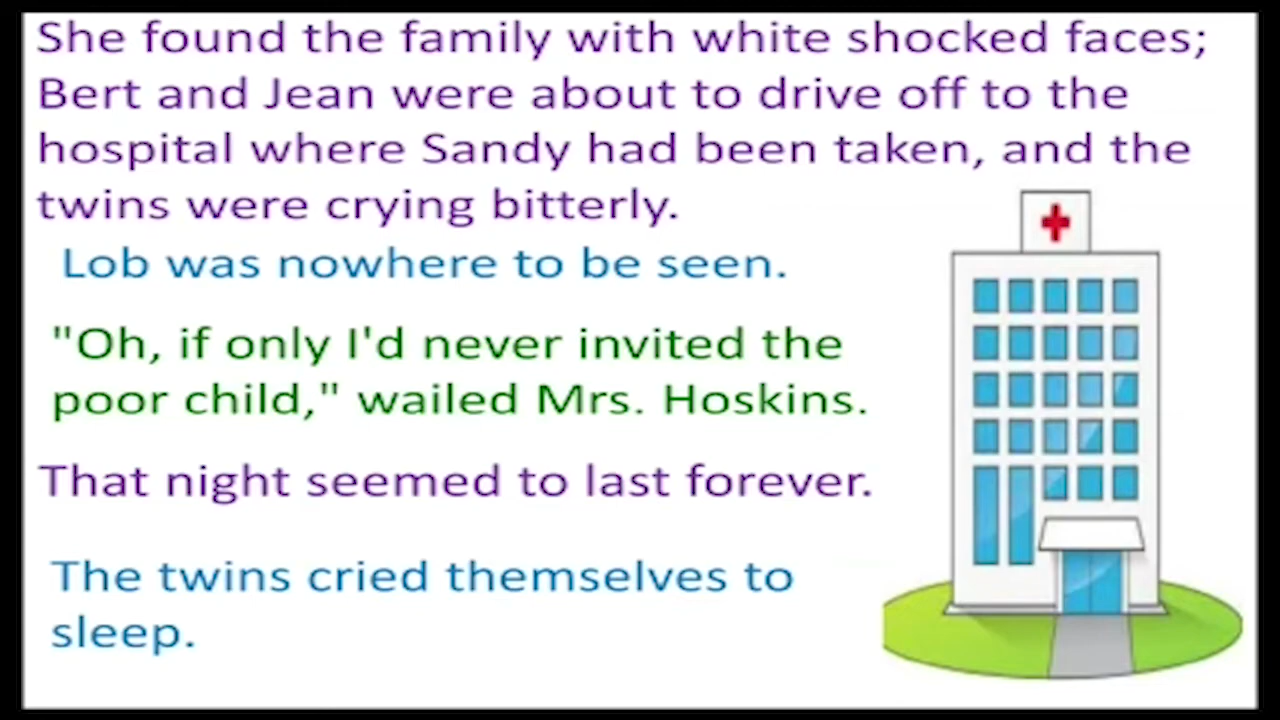 She found the family with white shocked faces;
Bert and Jean were about to drive off to the
hospital where Sandy had been taken, and the
twins were crying bitterly.
Lob was nowhere to be seen.
"Oh, if only I'd never invited the
poor child," wailed Mrs. Hoskins.
That night seemed to last forever.
The twins cried themselves to
sleep.